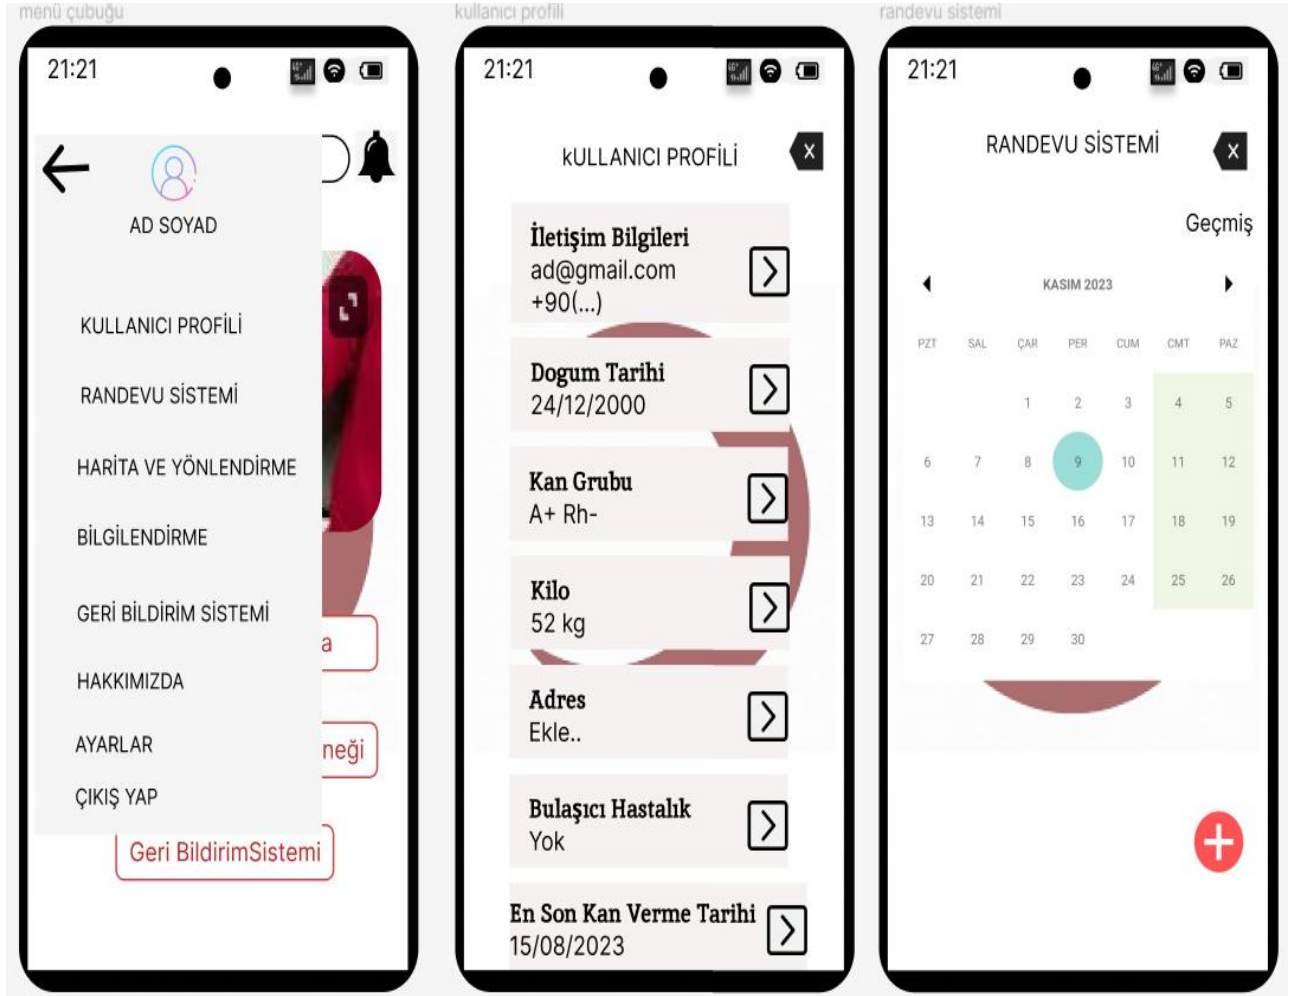 menü çubuğu
21:21
AD SOYAD
KULLANICI PROFİLİ
RANDEVU SİSTEMİ
HARİTA VE YÖNLENDİRME
BİLGİLENDİRME
GERİ BİLDİRİM SİSTEMİ
a
HAKKIMIZDA
AYARLAR
neği
ÇIKIŞ YAP
Geri BildirimSistemi
kullanıcı profili
21:21
kULLANICI PROFİLİ
X
İletişim Bilgileri
ad@gmail.com
+90(...)
Dogum Tarihi
24/12/2000
Kan Grubu
A+ Rh-
Kilo
52 kg
Adres
Ekle..
Bulaşıcı Hastalık
Yok
En Son Kan Verme Tarihi
15/08/2023
randevu sistemi
21:21
RANDEVU SİSTEMİ
X
Geçmiş
KASIM 2023
PZT SAL ÇAR PER CUM CMT PAZ
1 2 3 4 5
6 7 8 9 10 11 12
13 14 15 16 17 18 19
20 21 22 23 24 25 26
27 28 29 30